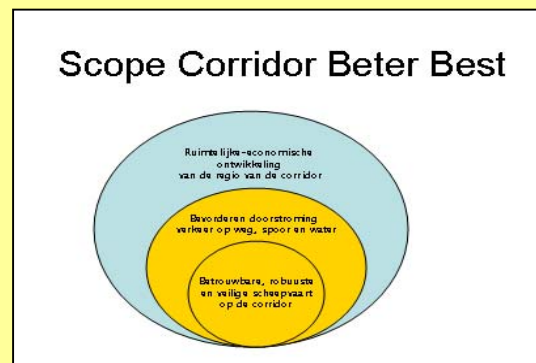 Scope Corridor Beter Best
Ruimtelijke-economische
ontwikkeling
van de regio van de corridor
Bevorderen doorstroming
verkeer op weg, spoor en water
Betrouwbare, robuuste
en veilige scheepvaart
op de corridor